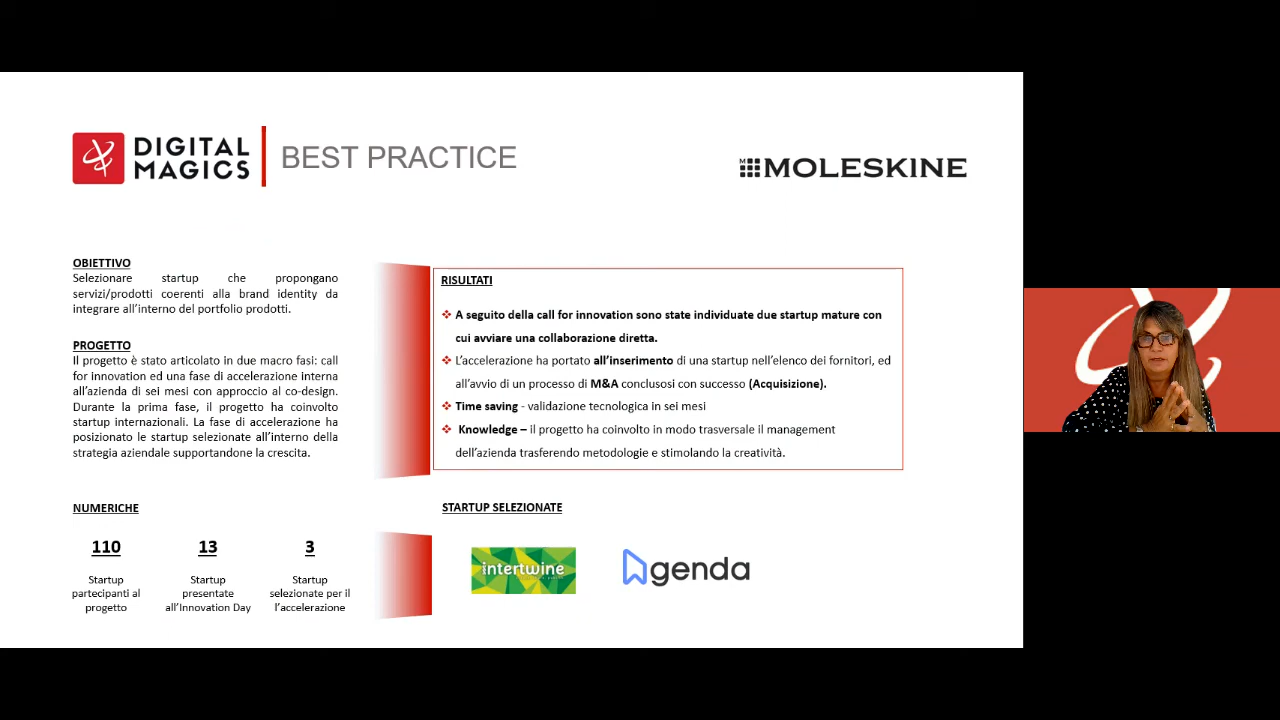 DIGITAL
MAGICS
BEST PRACTICE
MOLESKINE
OBIETTIVO
Selezionare startup che propongano
servizi/prodotti coerenti alla brand identity da
integrare all'interno del portfolio prodotti.
PROGETTO
Il progetto è stato articolato in due macro fasi: call
for innovation ed una fase di accelerazione interna
all'azienda di sei mesi con approccio al co-design.
Durante la prima fase, il progetto ha coinvolto
startup internazionali. La fase di accelerazione ha
posizionato le startup selezionate all'interno della
strategia aziendale supportandone la crescita.
RISULTATI
A seguito della call for innovation sono state individuate due startup mature con
cui avviare una collaborazione diretta.
L'accelerazione ha portato all'inserimento di una startup nell'elenco dei fornitori, ed
all'avvio di un processo di M&A conclusosi con successo (Acquisizione).
Time saving - validazione tecnologica in sei mesi
Knowledge – il progetto ha coinvolto in modo trasversale il management
dell'azienda trasferendo metodologie e stimolando la creatività.
NUMERICHE
110
Startup
partecipanti al
progetto
13
Startup
presentate
all'Innovation Day
3
Startup
selezionate per il
l'accelerazione
STARTUP SELEZIONATE
intertwine
genda